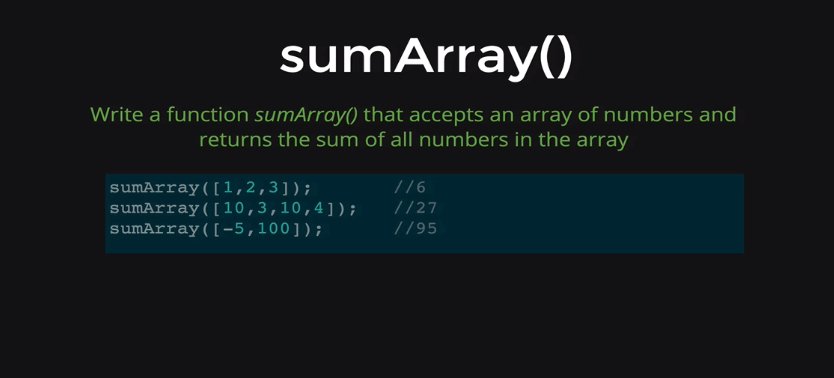 sumArray()
Write a function sumArray() that accepts an array of numbers and
returns the sum of all numbers in the array
sumArray([1,2,3]); //6
sumArray([10,3,10,4]); //27
sumArray([-5,100]); //95